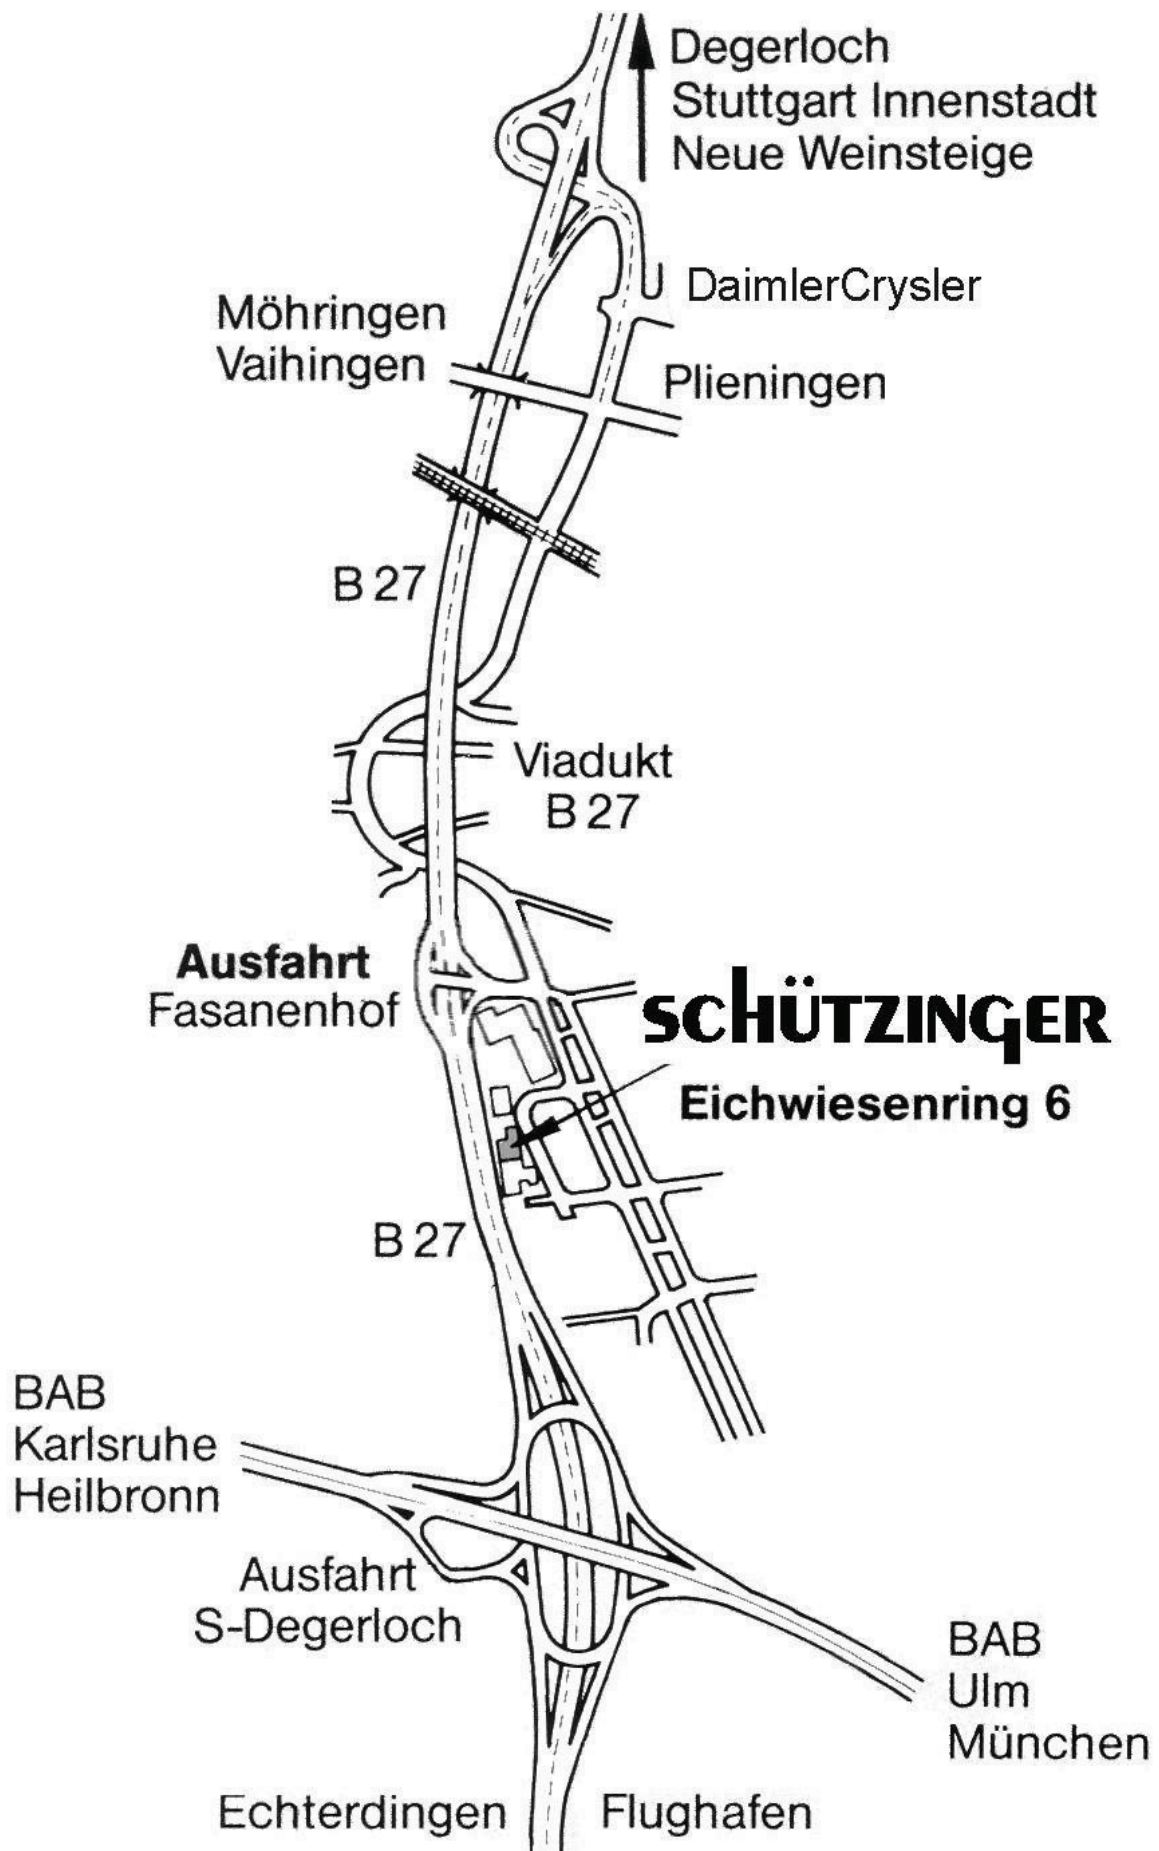 Degerloch
Stuttgart Innenstadt
Neue Weinsteige
DaimlerCrysler
Möhringen
Vaihingen
Plieningen
B 27
Viadukt
B 27
Ausfahrt
Fasanenhof
SCHÜTZINGER
Eichwiesenring 6
B 27
BAB
Karlsruhe
Heilbronn
Ausfahrt
S-Degerloch
BAB
Ulm
München
Echterdingen
Flughafen